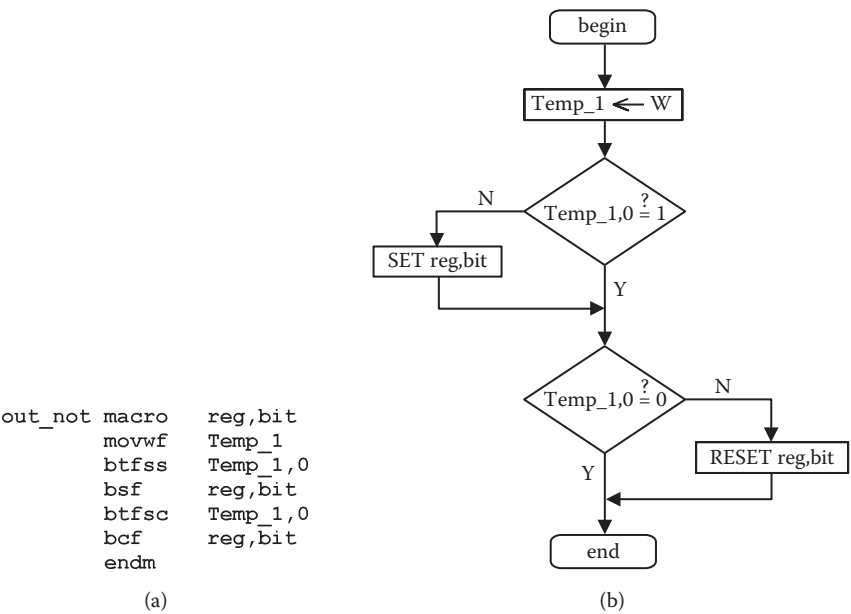 out_not macro reg,bit
movwf Temp_1
btfss Temp_1,0
bsf reg,bit
btfsc Temp_1,0
bcf reg,bit
endm
(a)
begin
Temp_1 ← W
Temp_1,0 ≟ 1
N
SET reg,bit
Y
Temp_1,0 ≟ 0
N
RESET reg,bit
Y
end
(b)